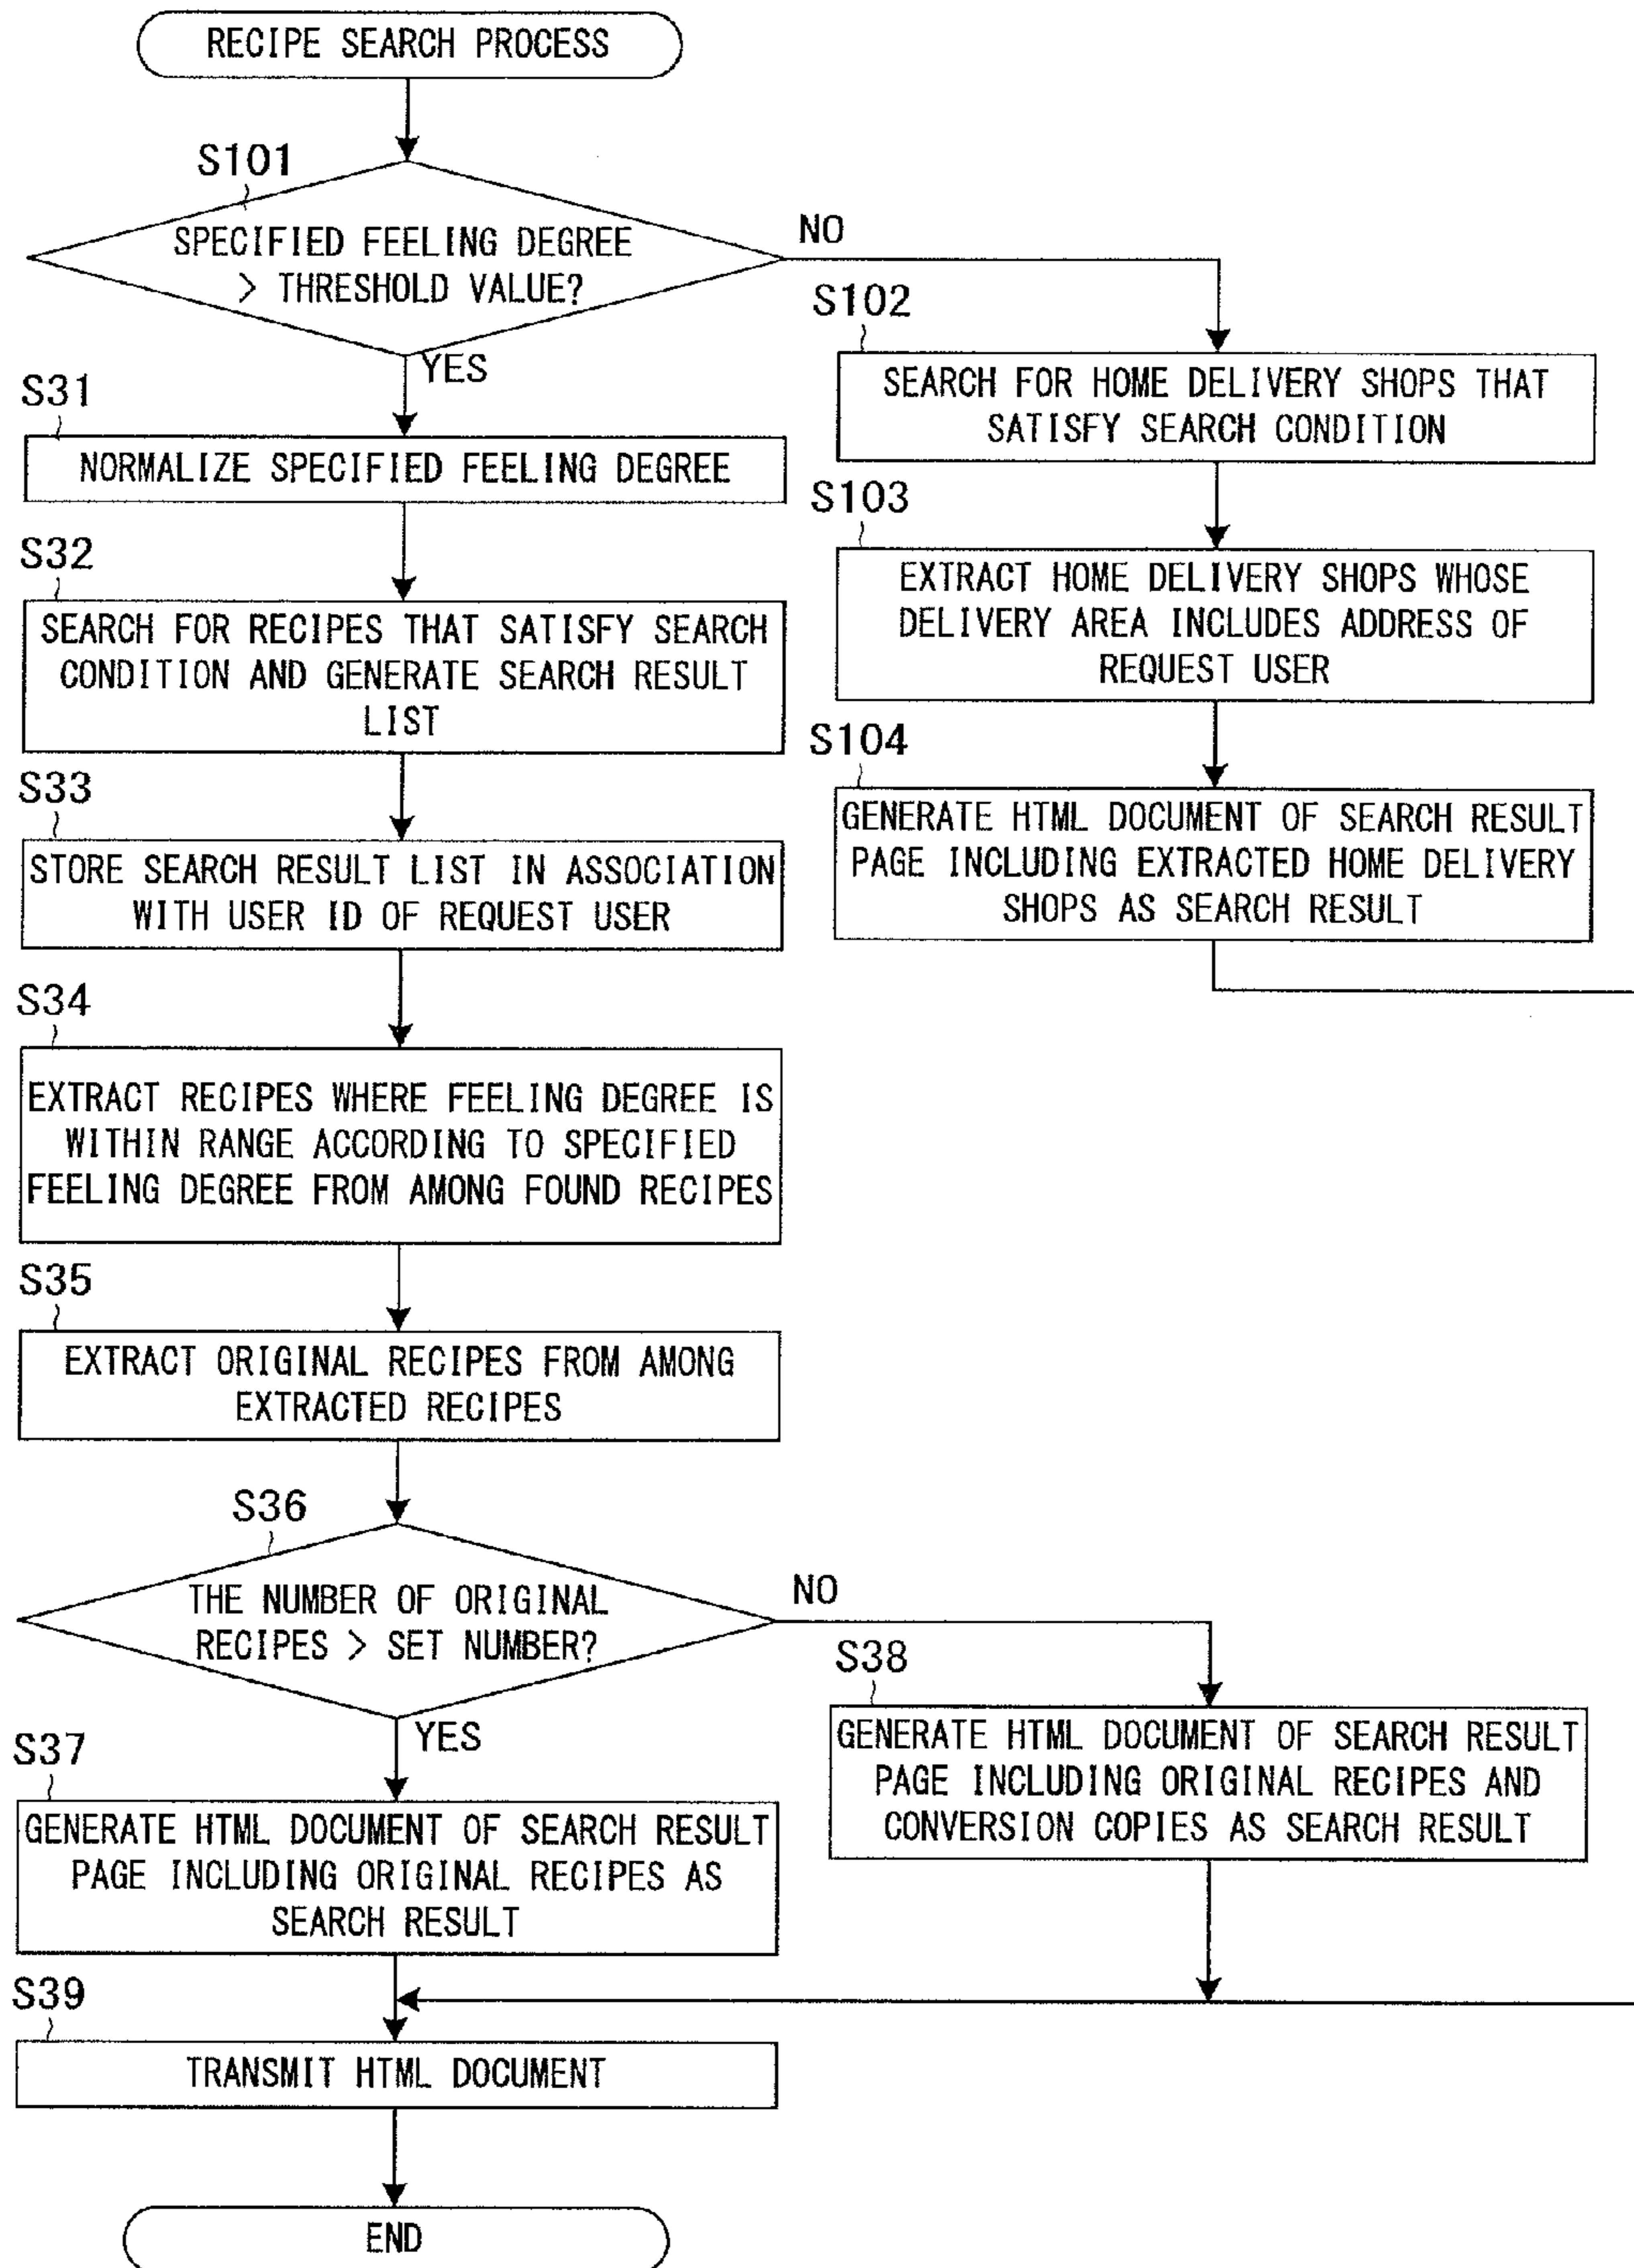 RECIPE SEARCH PROCESS
S101
SPECIFIED FEELING DEGREE
> THRESHOLD VALUE?
NO
YES
S102
SEARCH FOR HOME DELIVERY SHOPS THAT
SATISFY SEARCH CONDITION
S103
EXTRACT HOME DELIVERY SHOPS WHOSE
DELIVERY AREA INCLUDES ADDRESS OF
REQUEST USER
S104
GENERATE HTML DOCUMENT OF SEARCH RESULT
PAGE INCLUDING EXTRACTED HOME DELIVERY
SHOPS AS SEARCH RESULT
S31
NORMALIZE SPECIFIED FEELING DEGREE
S32
SEARCH FOR RECIPES THAT SATISFY SEARCH
CONDITION AND GENERATE SEARCH RESULT
LIST
S33
STORE SEARCH RESULT LIST IN ASSOCIATION
WITH USER ID OF REQUEST USER
S34
EXTRACT RECIPES WHERE FEELING DEGREE IS
WITHIN RANGE ACCORDING TO SPECIFIED
FEELING DEGREE FROM AMONG FOUND RECIPES
S35
EXTRACT ORIGINAL RECIPES FROM AMONG
EXTRACTED RECIPES
S36
THE NUMBER OF ORIGINAL
RECIPES > SET NUMBER?
NO
YES
S38
GENERATE HTML DOCUMENT OF SEARCH RESULT
PAGE INCLUDING ORIGINAL RECIPES AND
CONVERSION COPIES AS SEARCH RESULT
S37
GENERATE HTML DOCUMENT OF SEARCH RESULT
PAGE INCLUDING ORIGINAL RECIPES AS
SEARCH RESULT
S39
TRANSMIT HTML DOCUMENT
END